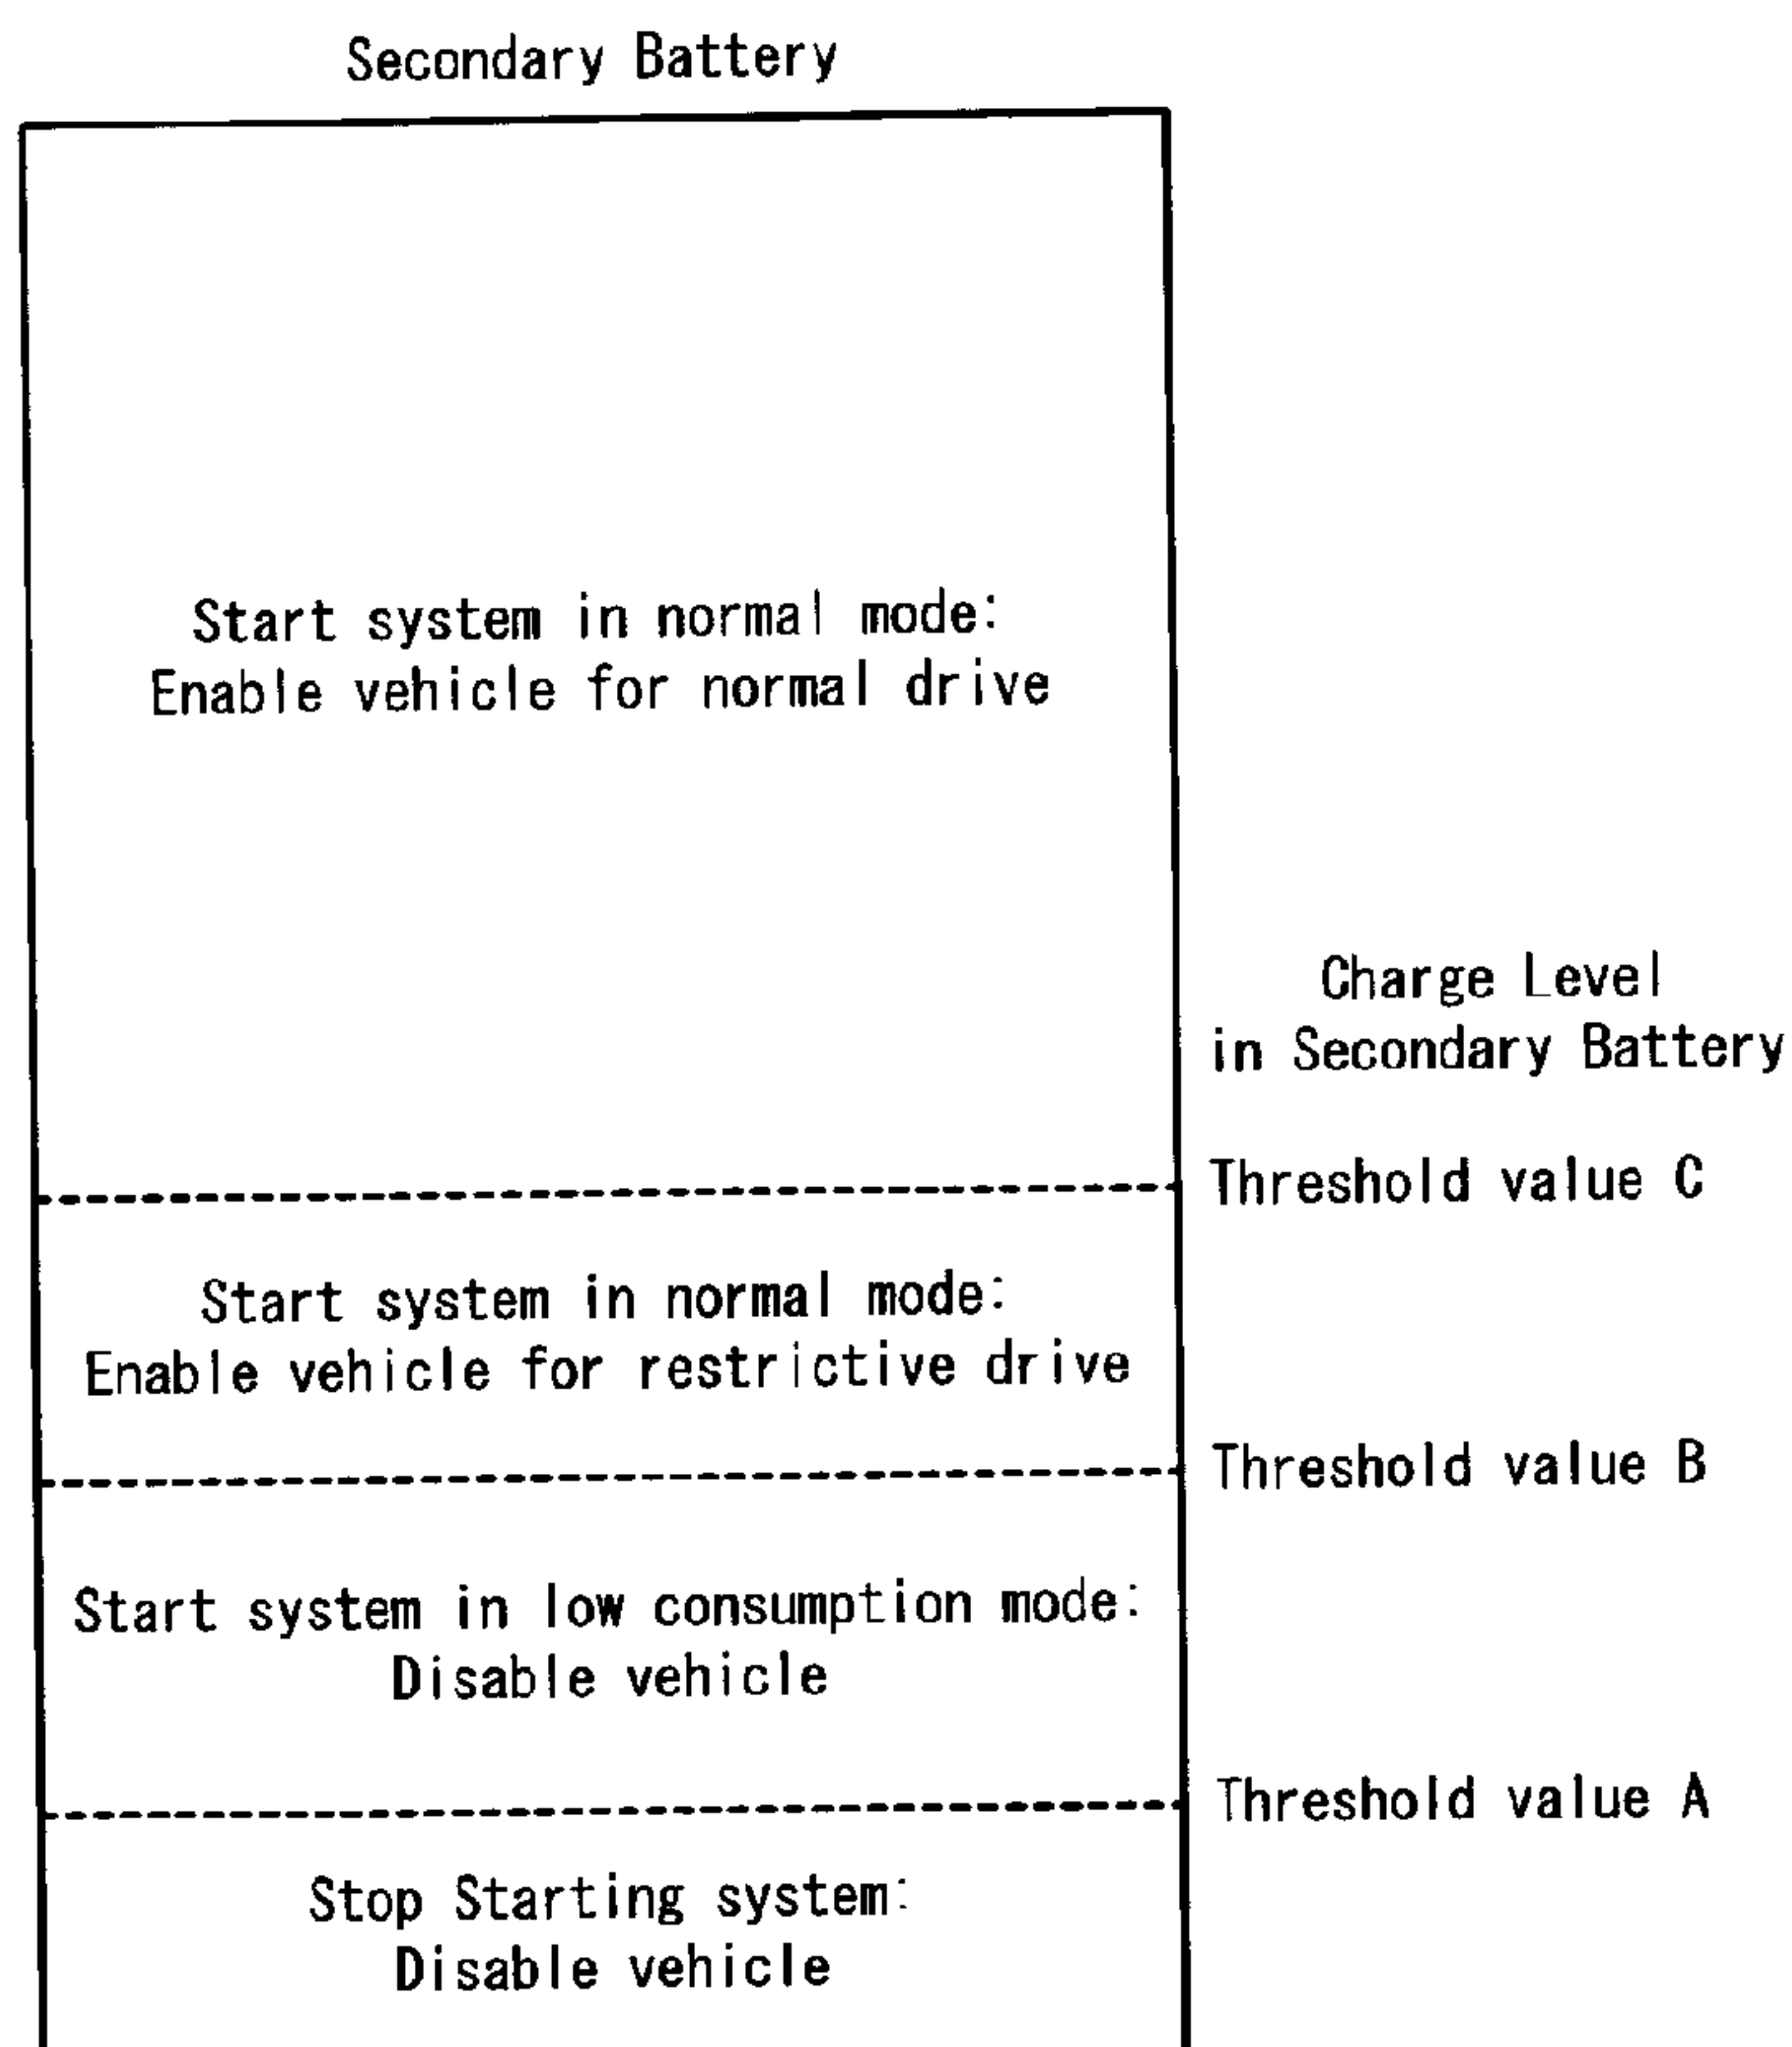 Secondary Battery
Start system in normal mode:
Enable vehicle for normal drive
Charge Level
in Secondary Battery
Threshold value C
Start system in normal mode:
Enable vehicle for restrictive drive
Threshold value B
Start system in low consumption mode:
Disable vehicle
Threshold value A
Stop Starting system:
Disable vehicle